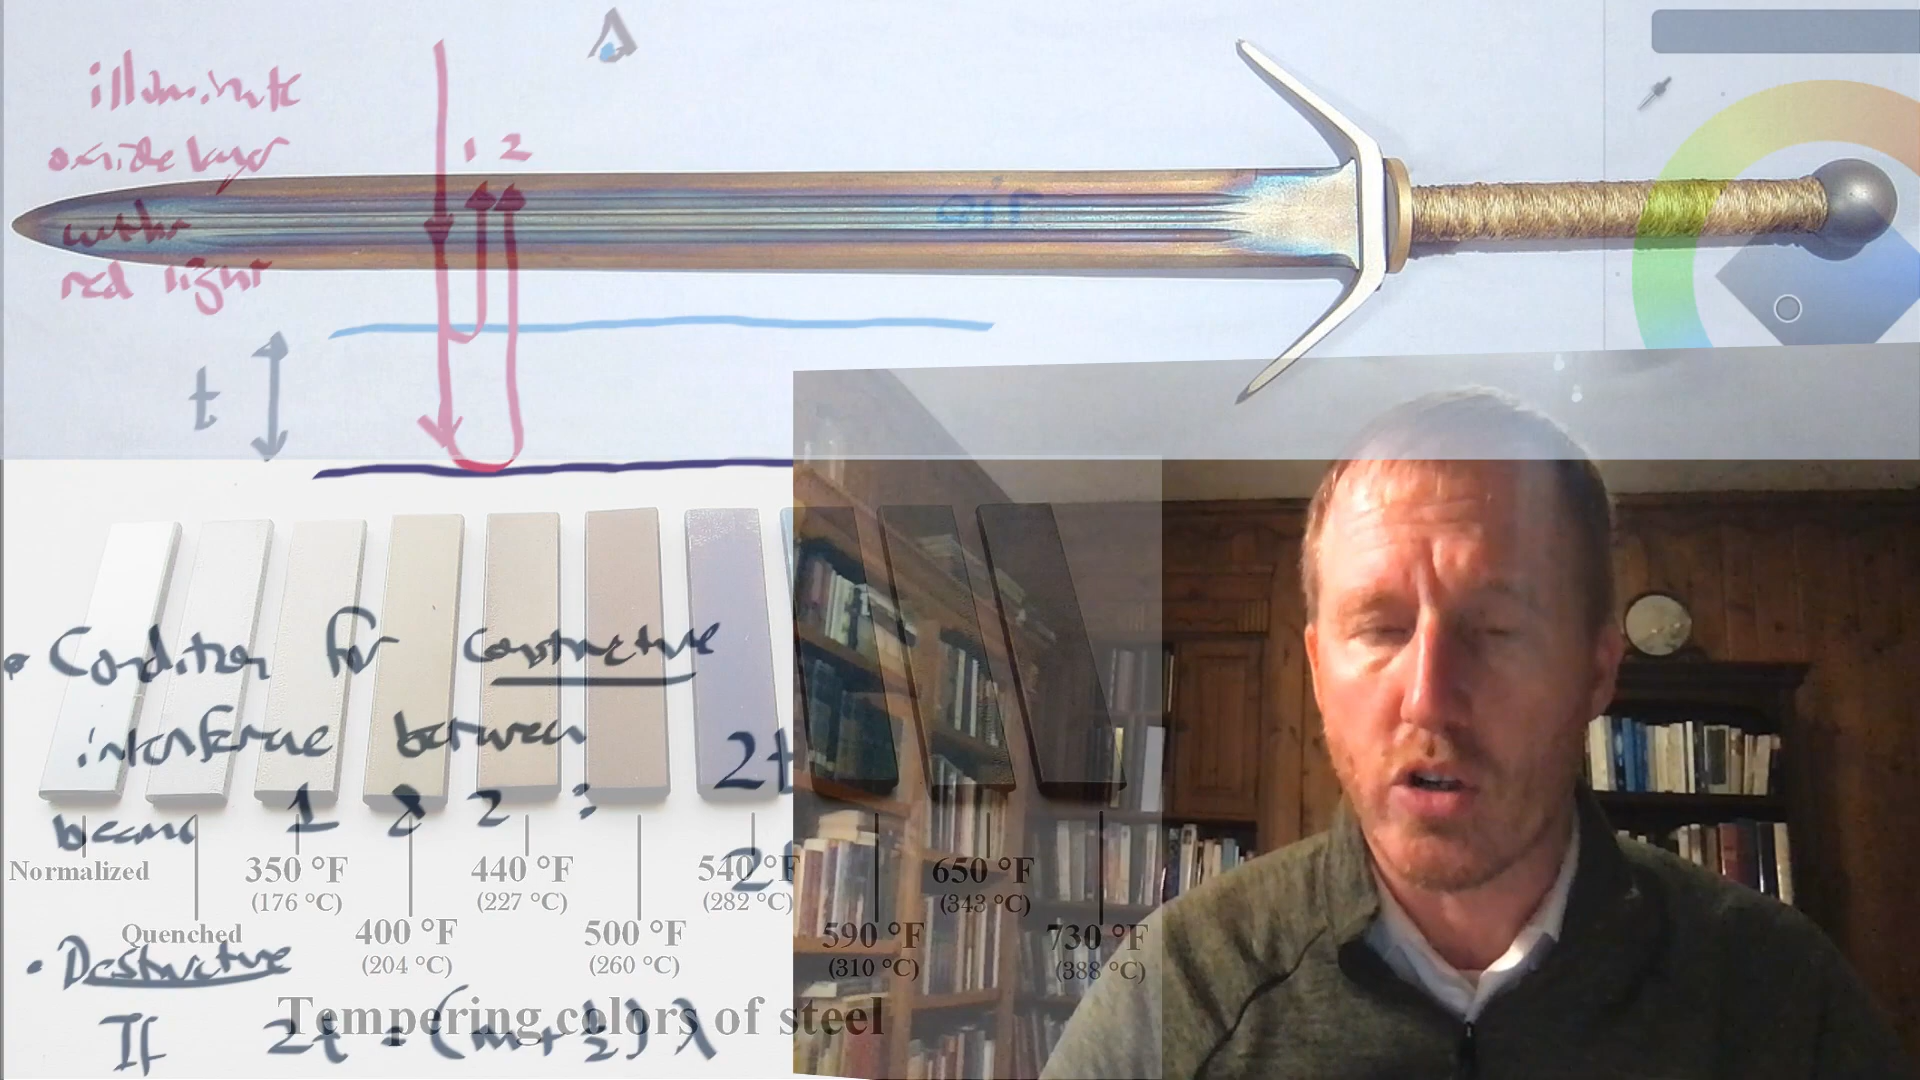 illuminate
oxide layer
with
red light
1 2
air
t
• Condition for constructive
interference between
beams 1 & 2 :
2t
2t
Normalized
350 °F
(176 °C)
440 °F
(227 °C)
540 °F
(282 °C)
650 °F
(343 °C)
Quenched
400 °F
(204 °C)
500 °F
(260 °C)
590 °F
(310 °C)
730 °F
(388 °C)
• Destructive
Tempering colors of steel
If 2t = (m+½)λ